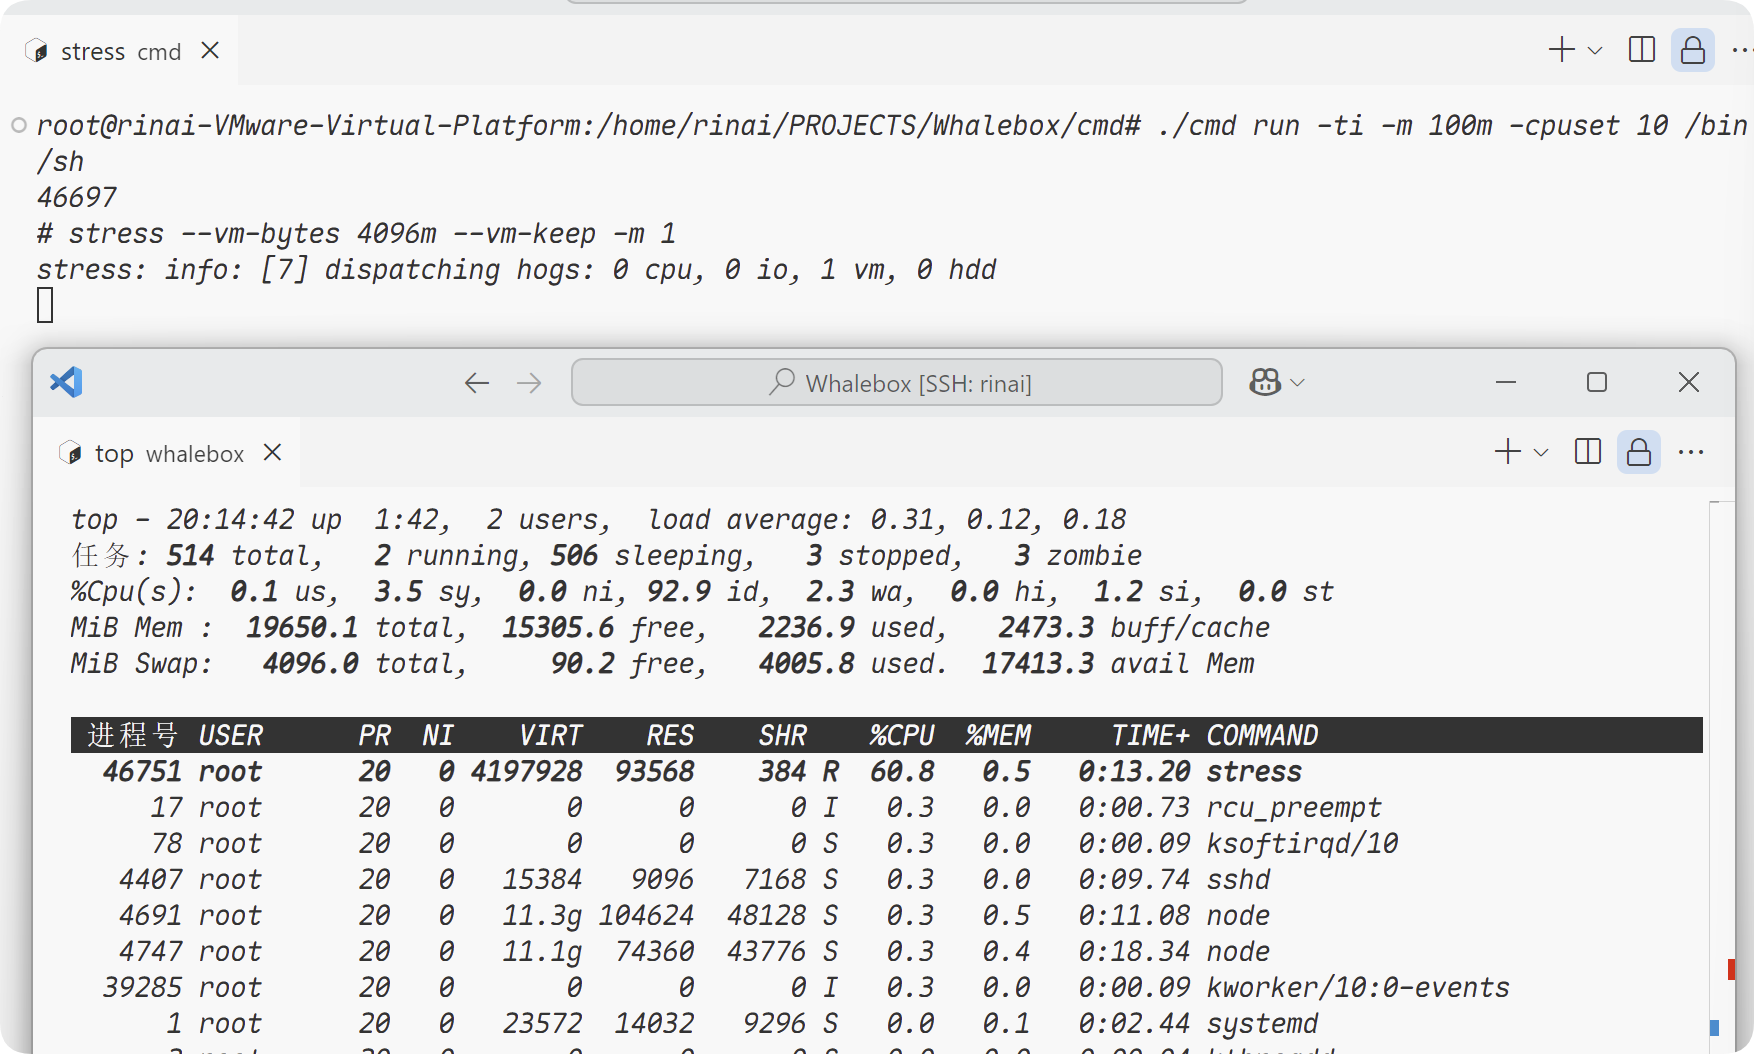 stress cmd
root@rinai-VMware-Virtual-Platform:/home/rinai/PROJECTS/Whalebox/cmd# ./cmd run -ti -m 100m -cpuset 10 /bin
/sh
46697
# stress --vm-bytes 4096m --vm-keep -m 1
stress: info: [7] dispatching hogs: 0 cpu, 0 io, 1 vm, 0 hdd
Whalebox [SSH: rinai]
top whalebox
top - 20:14:42 up  1:42,  2 users,  load average: 0.31, 0.12, 0.18
任务: 514 total,   2 running, 506 sleeping,   3 stopped,   3 zombie
%Cpu(s):  0.1 us,  3.5 sy,  0.0 ni, 92.9 id,  2.3 wa,  0.0 hi,  1.2 si,  0.0 st
MiB Mem :  19650.1 total,  15305.6 free,   2236.9 used,   2473.3 buff/cache
MiB Swap:   4096.0 total,     90.2 free,   4005.8 used.  17413.3 avail Mem
进程号 USER      PR  NI    VIRT    RES    SHR    %CPU  %MEM     TIME+ COMMAND
46751 root      20   0 4197928  93568    384 R  60.8   0.5   0:13.20 stress
17 root      20   0       0      0      0 I   0.3   0.0   0:00.73 rcu_preempt
78 root      20   0       0      0      0 S   0.3   0.0   0:00.09 ksoftirqd/10
4407 root      20   0   15384   9096   7168 S   0.3   0.0   0:09.74 sshd
4691 root      20   0   11.3g 104624  48128 S   0.3   0.5   0:11.08 node
4747 root      20   0   11.1g  74360  43776 S   0.3   0.4   0:18.34 node
39285 root      20   0       0      0      0 I   0.3   0.0   0:00.09 kworker/10:0-events
1 root      20   0   23572  14032   9296 S   0.0   0.1   0:02.44 systemd